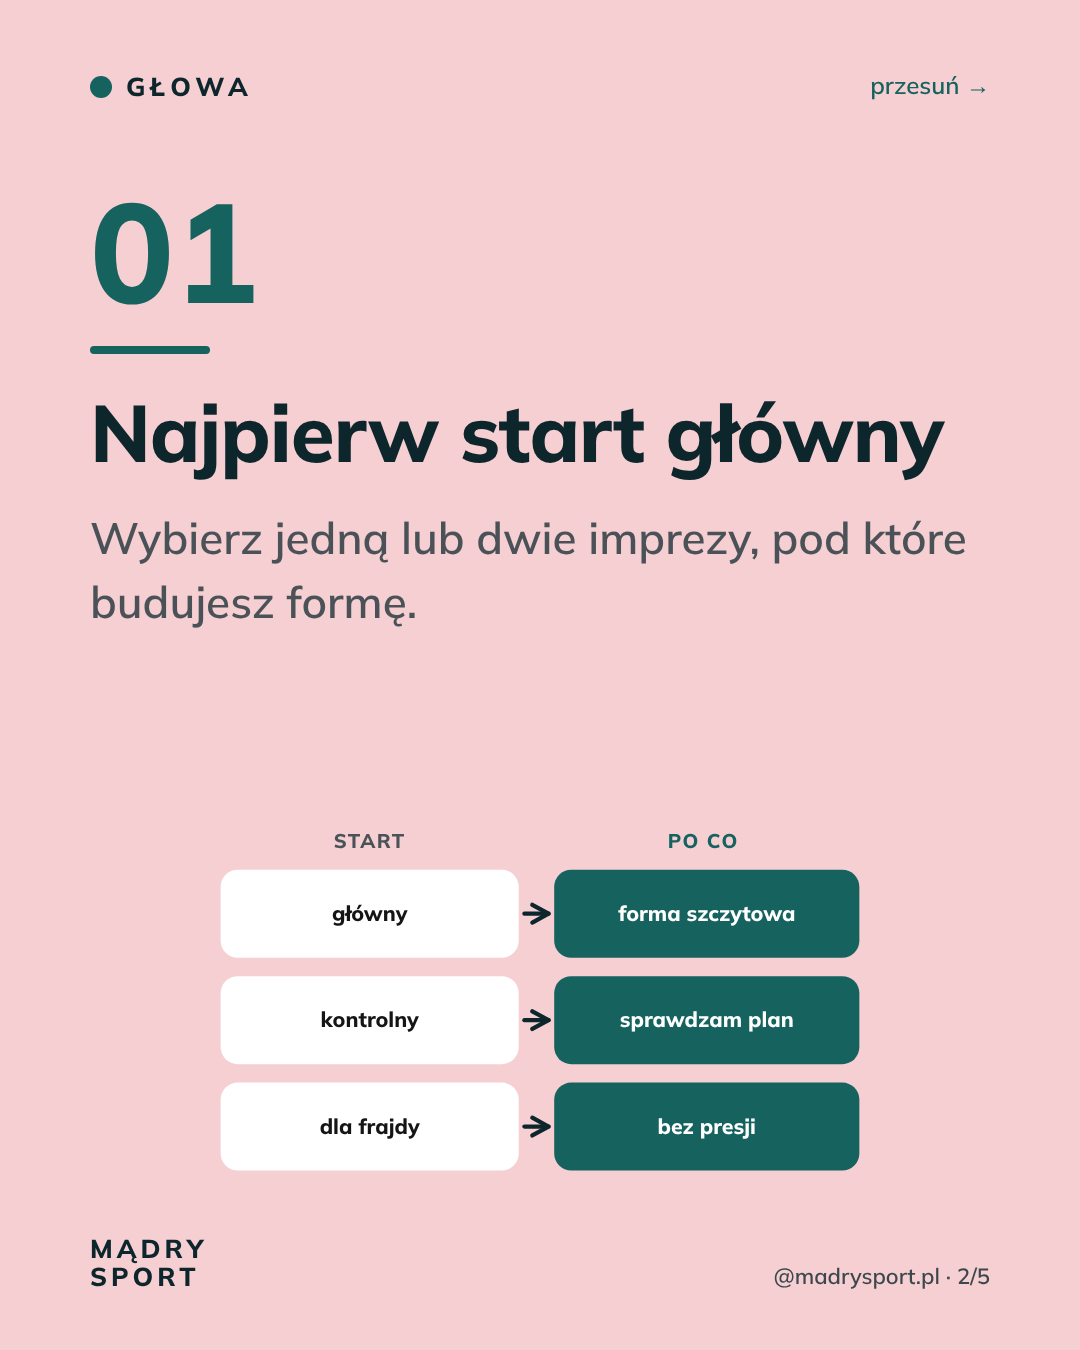 GŁOWA
przesuń →
01
Najpierw start główny
Wybierz jedną lub dwie imprezy, pod które
budujesz formę.
START PO CO
główny → forma szczytowa
kontrolny → sprawdzam plan
dla frajdy → bez presji
MĄDRY
SPORT
@madrysport.pl · 2/5